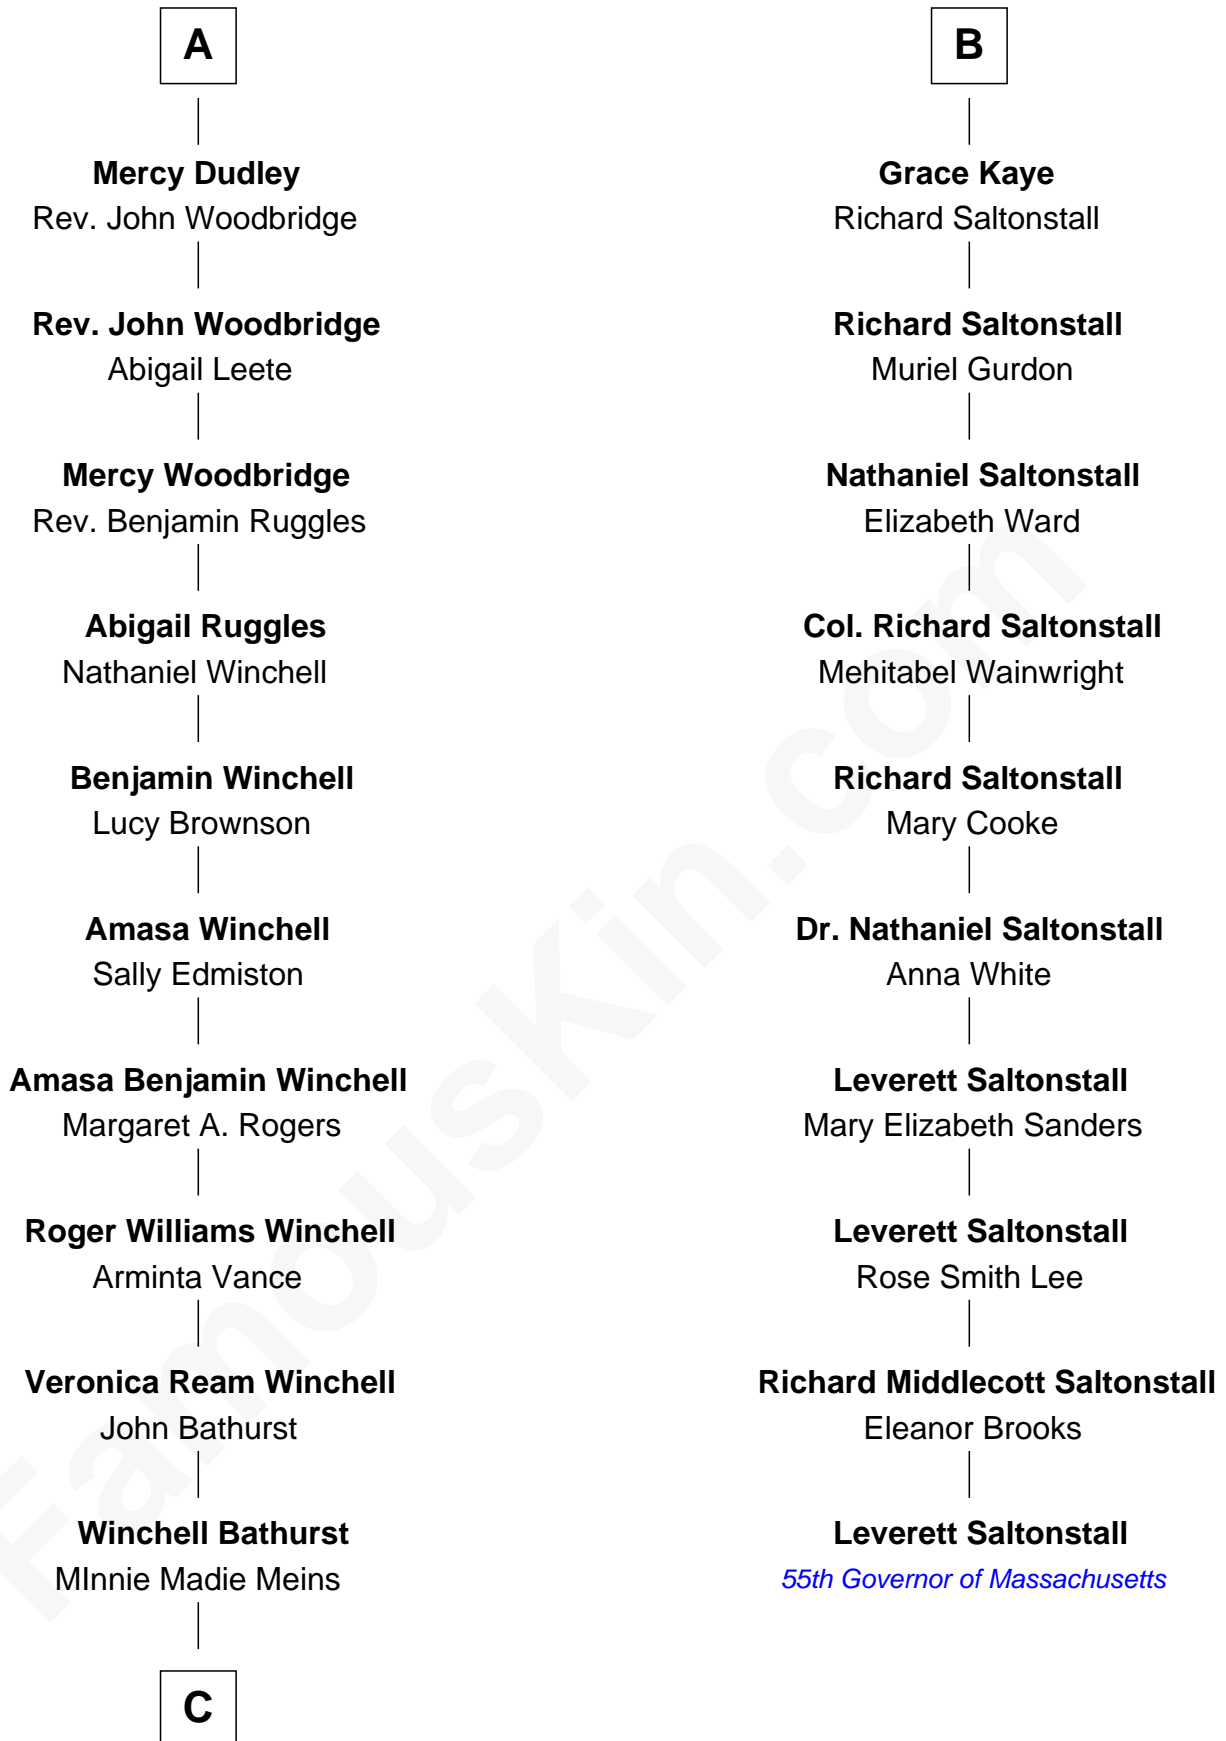 A
Mercy Dudley
Rev. John Woodbridge
Rev. John Woodbridge
Abigail Leete
Mercy Woodbridge
Rev. Benjamin Ruggles
Abigail Ruggles
Nathaniel Winchell
Benjamin Winchell
Lucy Brownson
Amasa Winchell
Sally Edmiston
Amasa Benjamin Winchell
Margaret A. Rogers
Roger Williams Winchell
Arminta Vance
Veronica Ream Winchell
John Bathurst
Winchell Bathurst
MInnie Madie Meins
C
B
Grace Kaye
Richard Saltonstall
Richard Saltonstall
Muriel Gurdon
Nathaniel Saltonstall
Elizabeth Ward
Col. Richard Saltonstall
Mehitabel Wainwright
Richard Saltonstall
Mary Cooke
Dr. Nathaniel Saltonstall
Anna White
Leverett Saltonstall
Mary Elizabeth Sanders
Leverett Saltonstall
Rose Smith Lee
Richard Middlecott Saltonstall
Eleanor Brooks
Leverett Saltonstall
55th Governor of Massachusetts
FamousKin.com